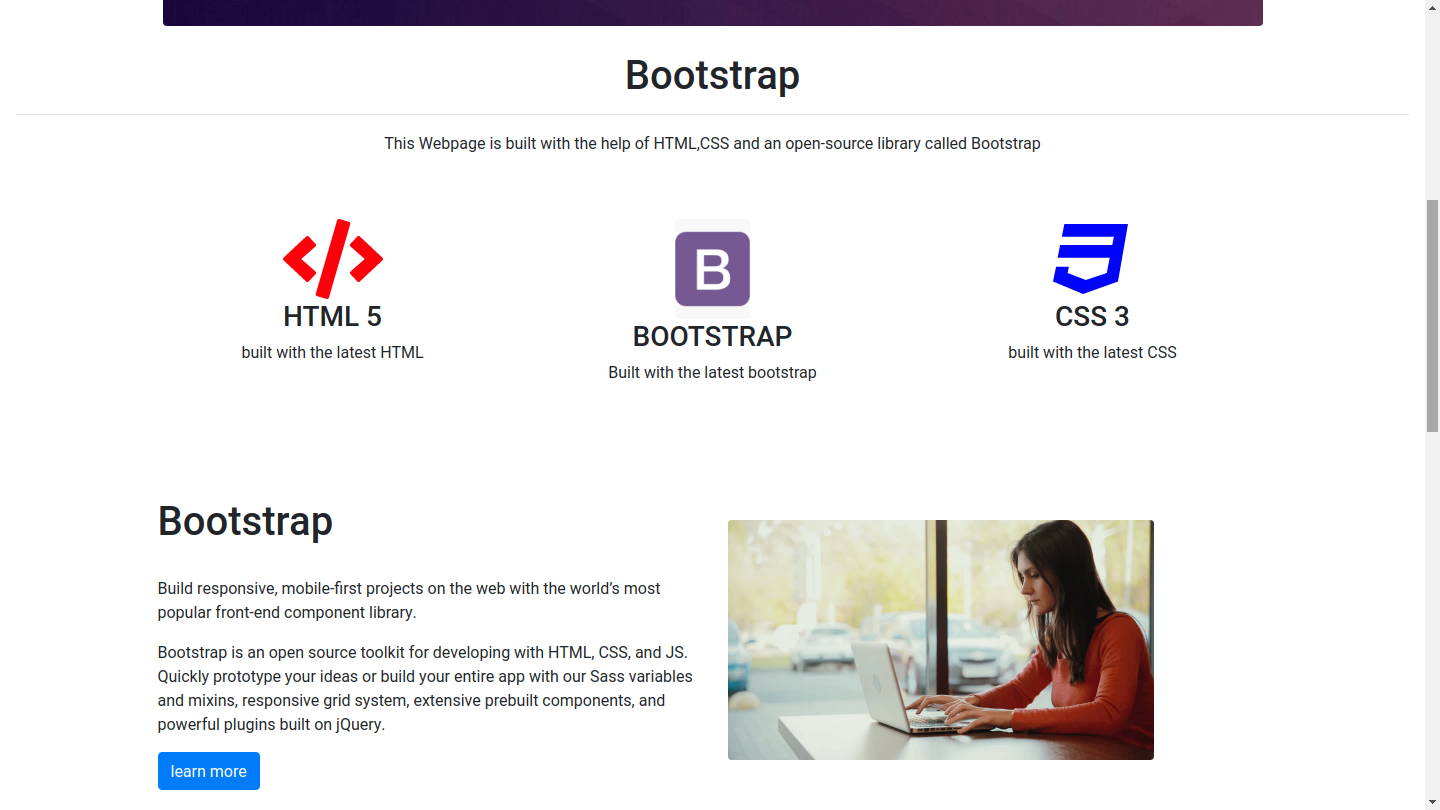 Bootstrap
This Webpage is built with the help of HTML,CSS and an open-source library called Bootstrap
B
HTML 5
built with the latest HTML
BOOTSTRAP
Built with the latest bootstrap
CSS 3
built with the latest CSS
Bootstrap
Build responsive, mobile-first projects on the web with the world’s most
popular front-end component library.
Bootstrap is an open source toolkit for developing with HTML, CSS, and JS.
Quickly prototype your ideas or build your entire app with our Sass variables
and mixins, responsive grid system, extensive prebuilt components, and
powerful plugins built on jQuery.
learn more